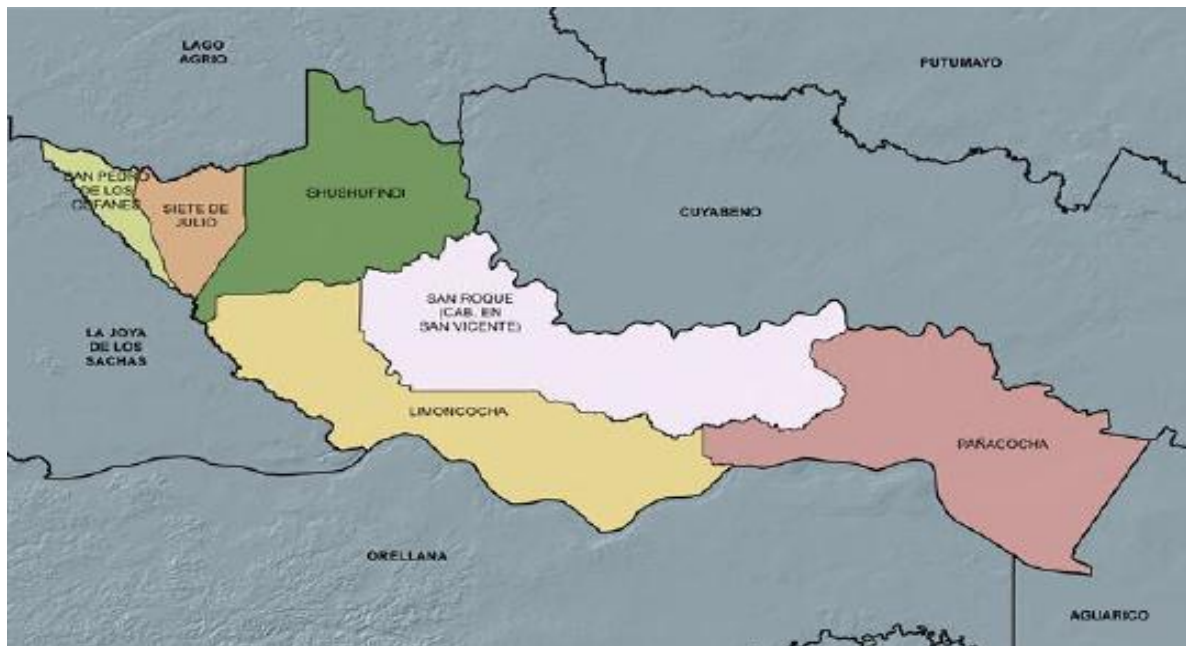 LAGO
AGRIO
PUTUMAYO
SAN PEDRO
DE LOS
COFANES
SIETE DE
JULIO
SHUSHUFINDI
CUYABENO
SAN ROQUE
(CAB. EN
SAN VICENTE)
LA JOYA
DE LOS
SACHAS
LIMONCOCHA
PAÑACOCHA
ORELLANA
AGUARICO